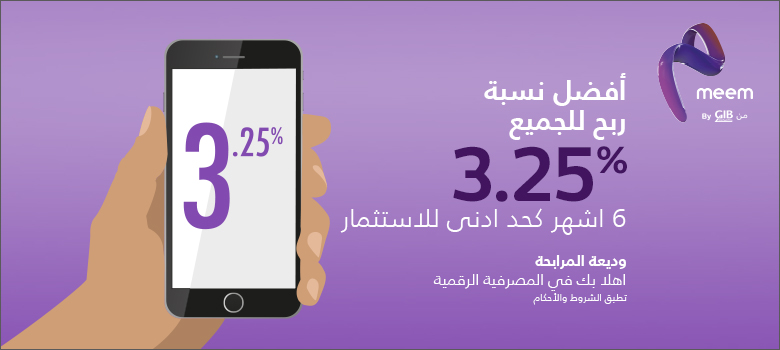 meem
By GIB من
أفضل نسبة
ربح للجميع
3.25%
6 اشهر كحد ادنى للاستثمار
وديعة المرابحة
اهلا بك في المصرفية الرقمية
تطبق الشروط والأحكام
3.25%